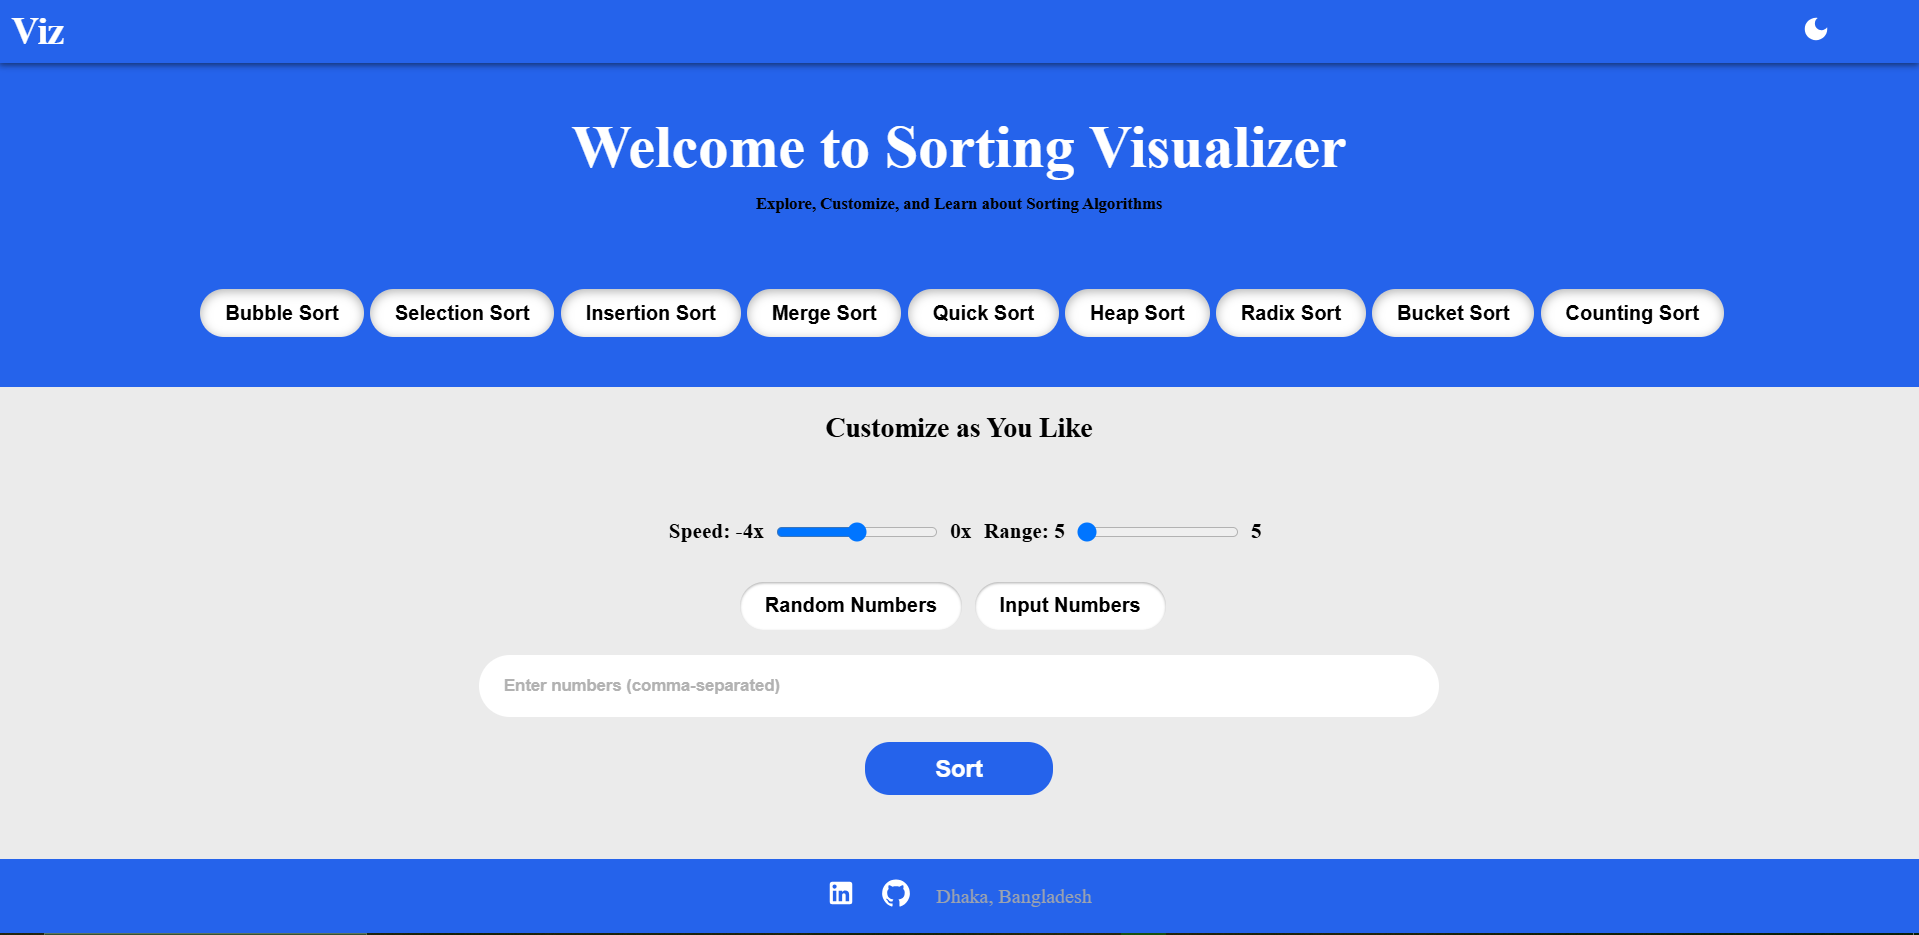 Viz
Welcome to Sorting Visualizer
Explore, Customize, and Learn about Sorting Algorithms
Bubble Sort Selection Sort Insertion Sort Merge Sort Quick Sort Heap Sort Radix Sort Bucket Sort Counting Sort
Customize as You Like
Speed: -4x 0x Range: 5 5
Random Numbers Input Numbers
Enter numbers (comma-separated)
Sort
in Dhaka, Bangladesh